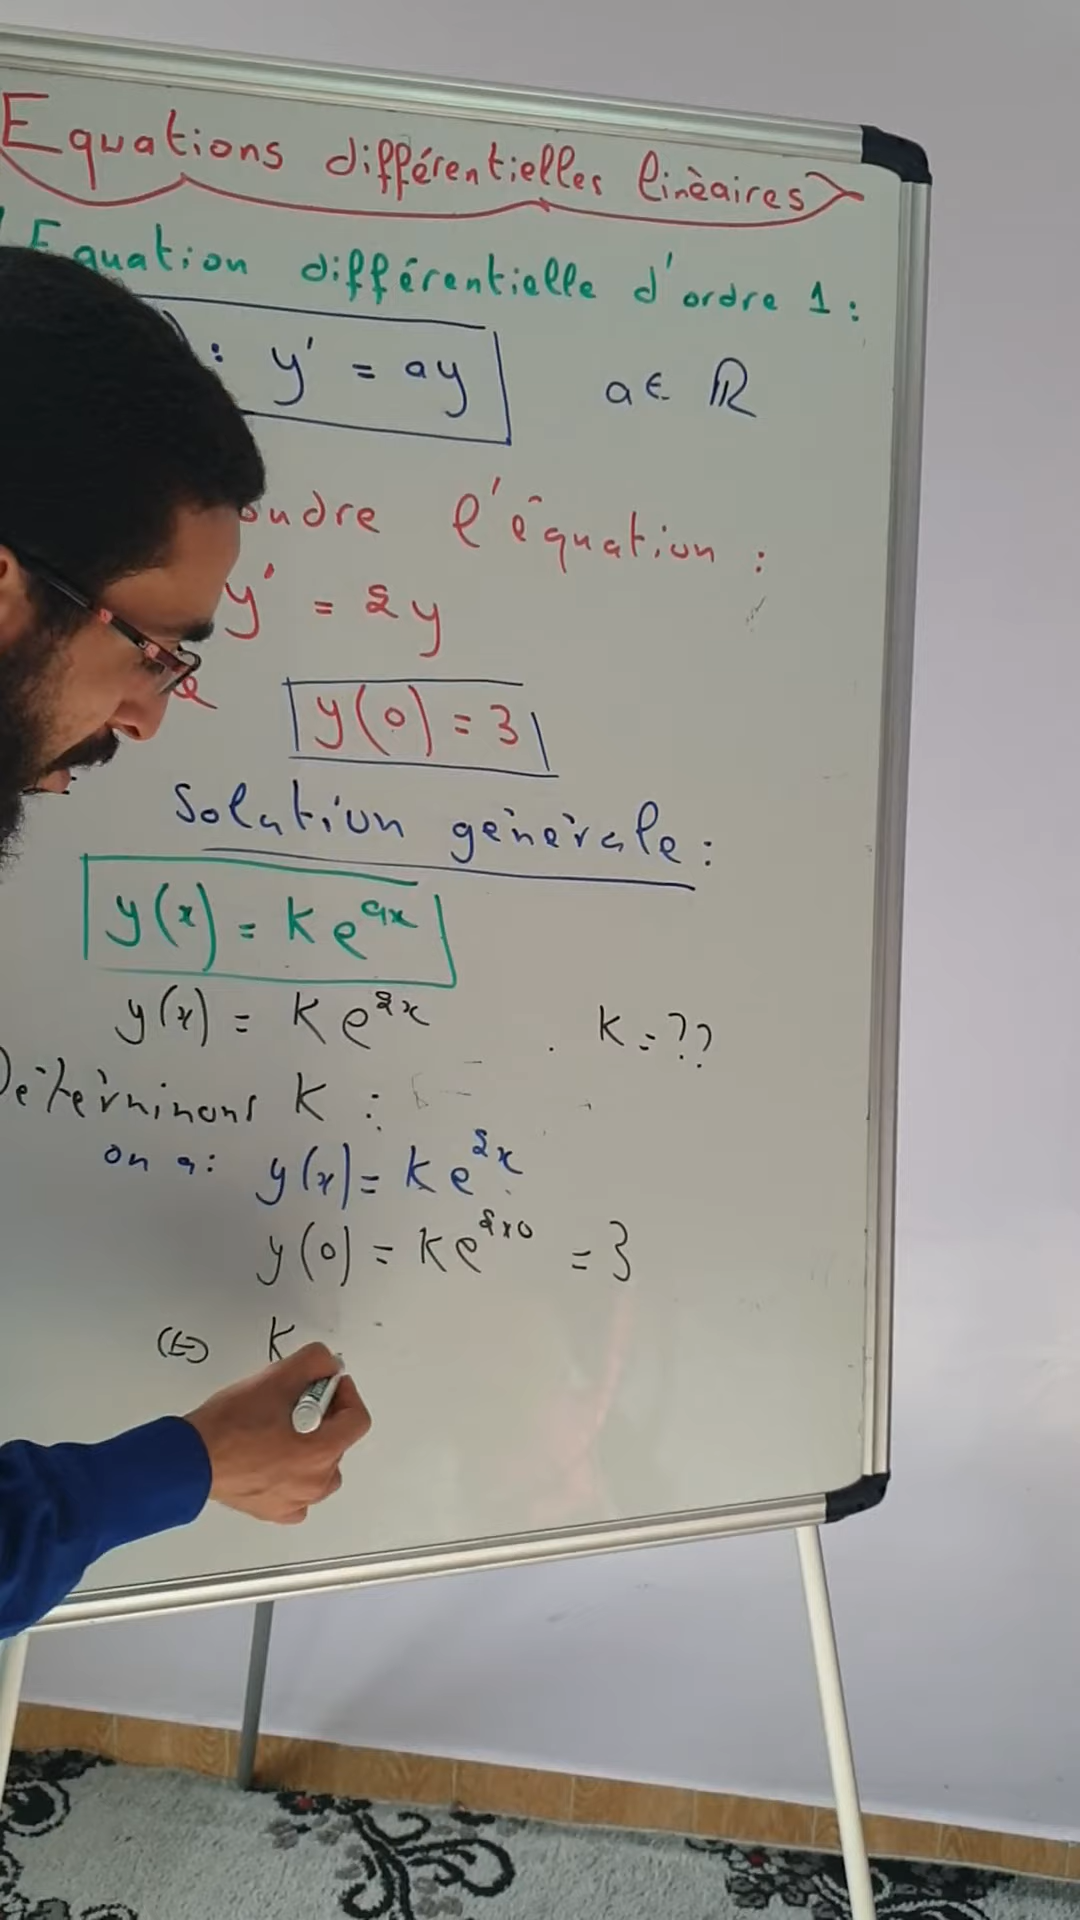 Equations différentielles linéaires
Equation différentielle d'ordre 1 :
: y' = ay a ∈ ℝ
oudre l'équation :
y' = 2y
y(0) = 3
Solution générale :
y(x) = k e^{ax}
y(x) = K e^{2x} K = ??
Déterminons K :
on a : y(x) = K e^{2x}
y(0) = k e^{2×0} = 3
⟺ K